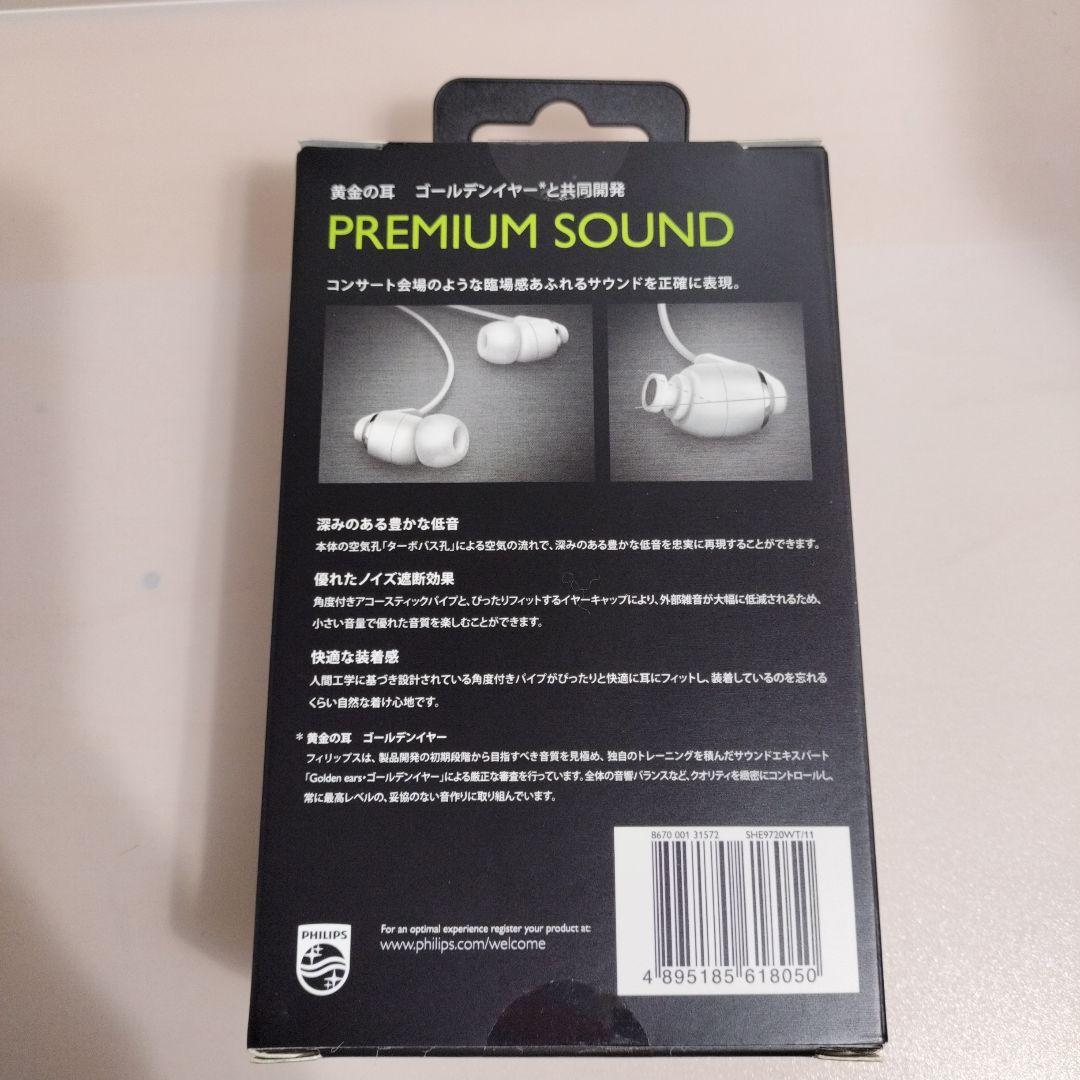 黄金の耳 ゴールデンイヤー*と共同開発
PREMIUM SOUND
コンサート会場のような臨場感あふれるサウンドを正確に表現。
深みのある豊かな低音
本体の空気孔「ターボバス孔」による空気の流れで、深みのある豊かな低音を忠実に再現することができます。
優れたノイズ遮断効果
角度付きアコースティックパイプと、ぴったりフィットするイヤーキャップにより、外部雑音が大幅に低減されるため、
小さい音量で優れた音質を楽しむことができます。
快適な装着感
人間工学に基づき設計されている角度付きパイプがぴったりと快適に耳にフィットし、装着しているのを忘れる
くらい自然な着け心地です。
* 黄金の耳 ゴールデンイヤー
フィリップスは、製品開発の初期段階から目指すべき音質を見極め、独自のトレーニングを積んだサウンドエキスパート
「Golden ears・ゴールデンイヤー」による厳正な審査を行っています。全体の音響バランスなど、クオリティを緻密にコントロールし、
常に最高レベルの、妥協のない音作りに取り組んでいます。
8670 001 31572 SHE9720WT/11
4 895185 618050
PHILIPS
For an optimal experience register your product at:
www.philips.com/welcome